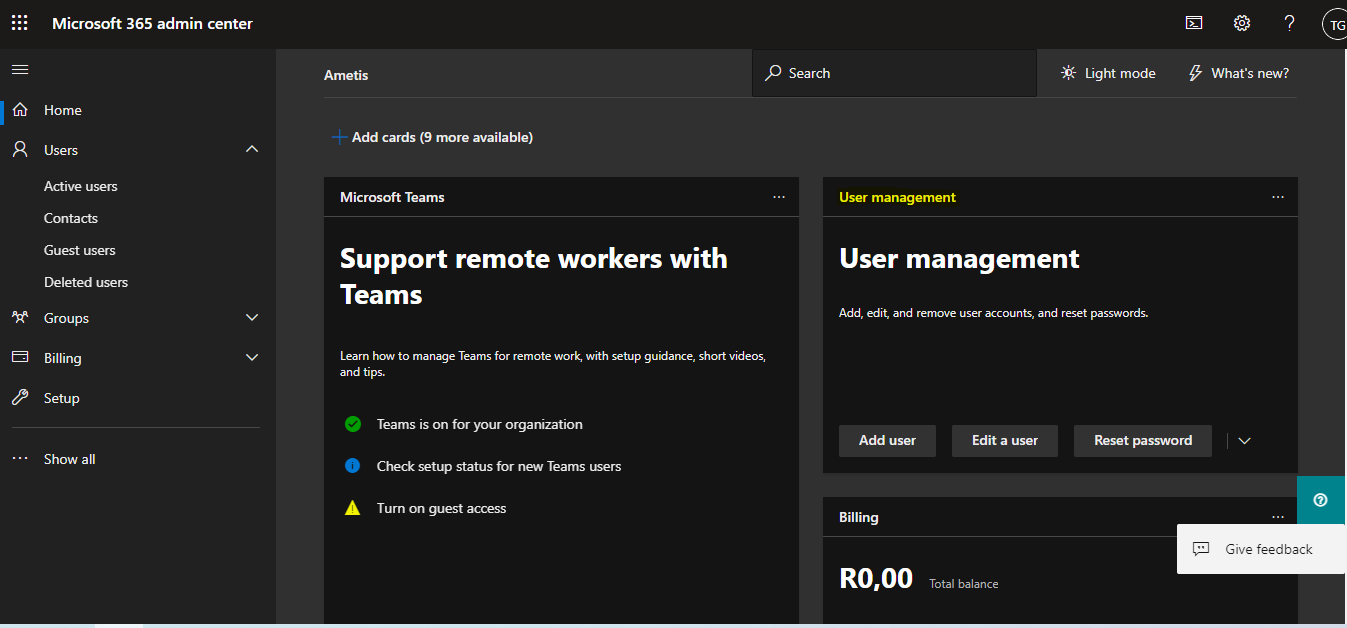 Microsoft 365 admin center
TG
Home
Users
Active users
Contacts
Guest users
Deleted users
Groups
Billing
Setup
Show all
Ametis
Search
Light mode
What's new?
Add cards (9 more available)
Microsoft Teams
Support remote workers with
Teams
Learn how to manage Teams for remote work, with setup guidance, short videos,
and tips.
Teams is on for your organization
Check setup status for new Teams users
Turn on guest access
User management
User management
Add, edit, and remove user accounts, and reset passwords.
Add user
Edit a user
Reset password
Billing
R0,00 Total balance
Give feedback